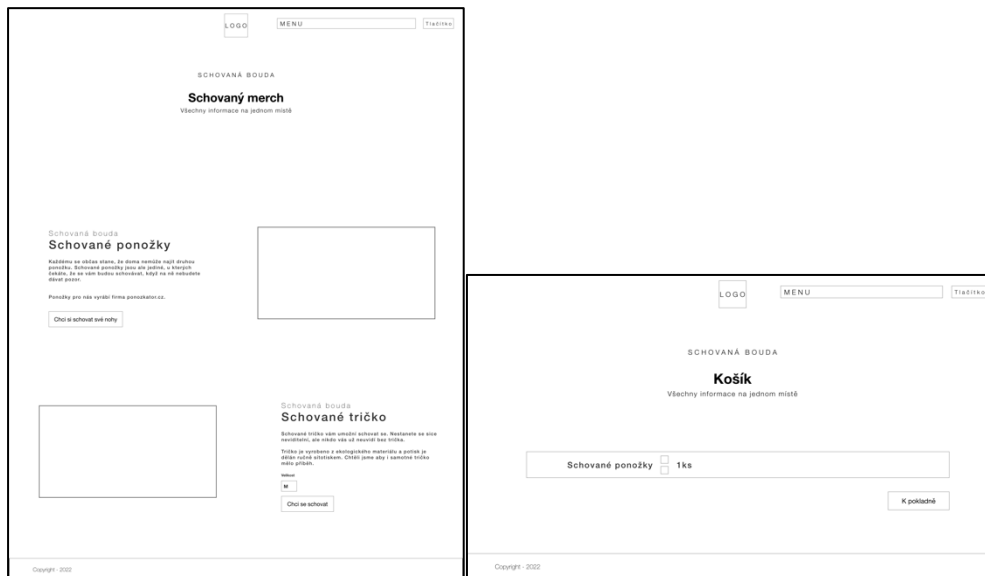 LOGO
MENU
Tlačítko
SCHOVANÁ BOUDA
Schovaný merch
Všechny informace na jednom místě
Schovaná bouda
Schované ponožky
Každému se občas stane, že doma nemůže najít druhou
ponožku. Schované ponožky jsou ale jediné, u kterých
čekáte, že se vám budou schovávat, když na ně nebudete
dávat pozor.
Ponožky pro nás vyrábí firma ponozkator.cz.
Chci si schovat své nohy
Schovaná bouda
Schované tričko
Schované tričko vám umožní schovat se. Nestanete se sice
neviditelní, ale nikdo vás už neuvidí bez trička.
Tričko je vyrobeno z ekologického materiálu a potisk je
dělán ručně sítotiskem. Chtěli jsme aby i samotné tričko
mělo příběh.
Velikost
M
Chci se schovat
Copyright - 2022
LOGO
MENU
Tlačítko
SCHOVANÁ BOUDA
Košík
Všechny informace na jednom místě
Schované ponožky 1ks
K pokladně
Copyright - 2022